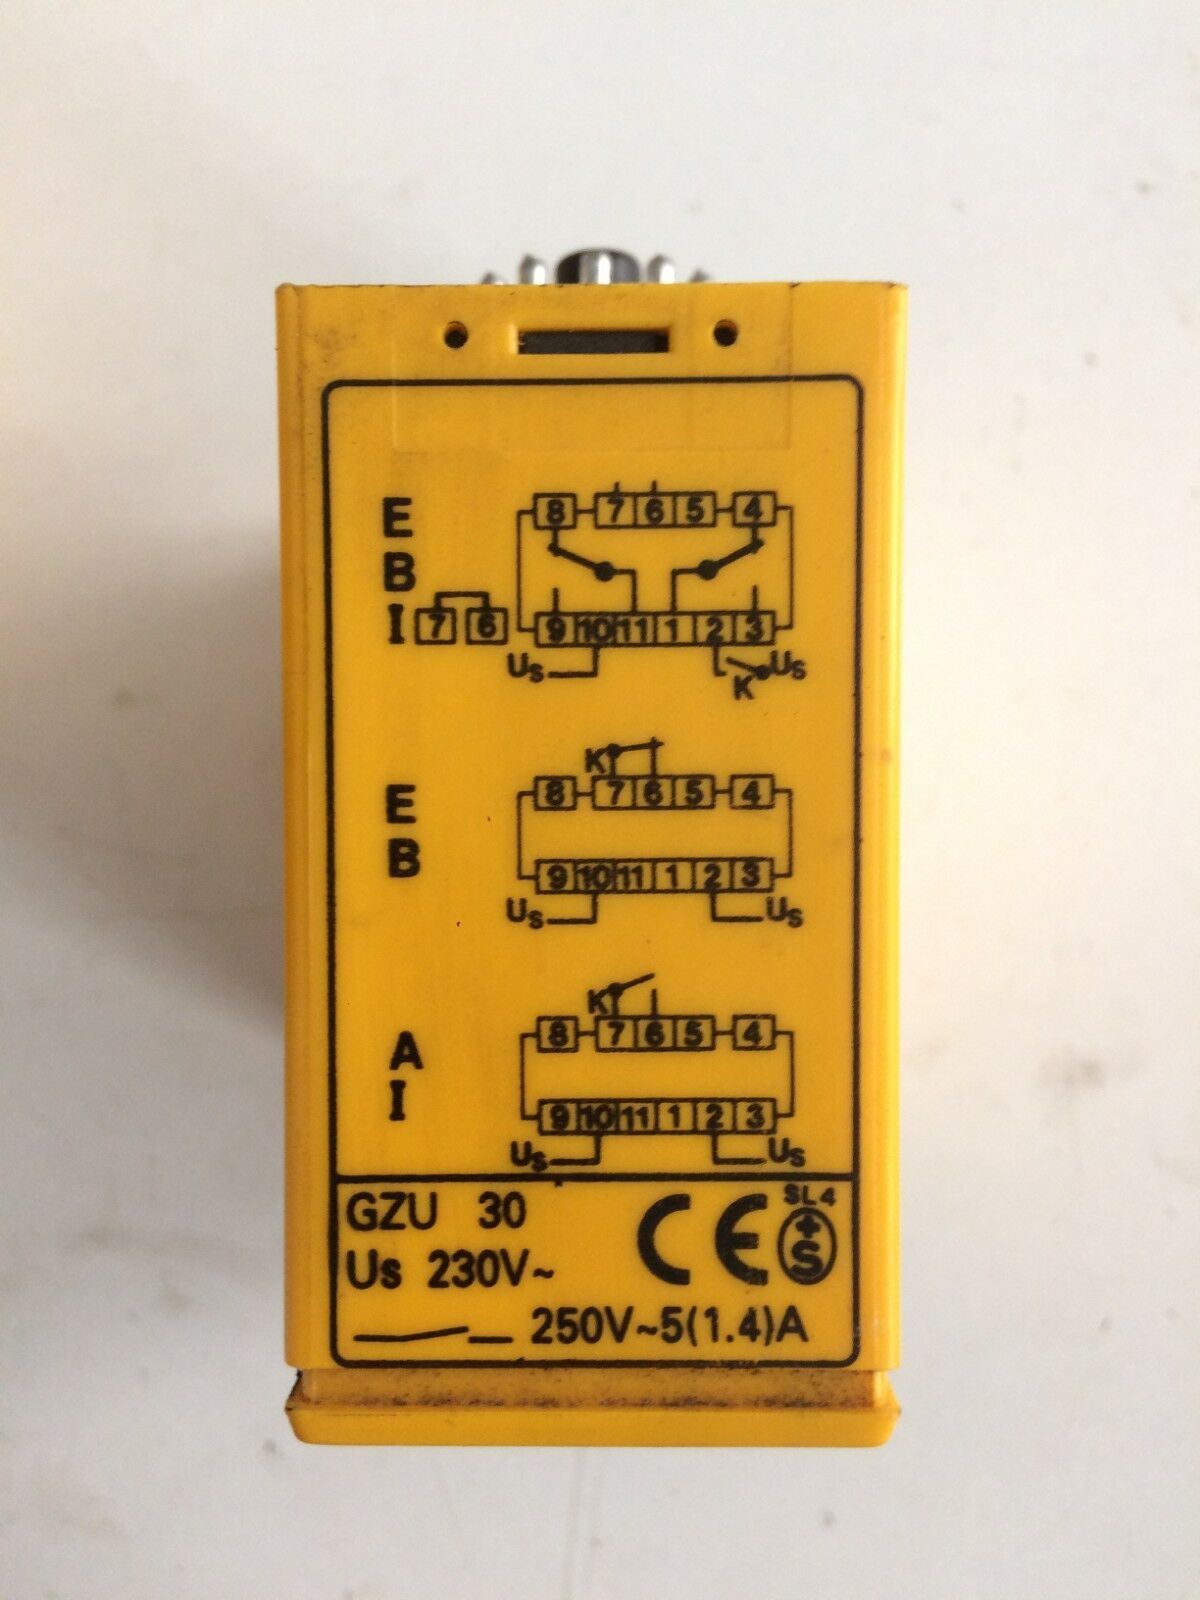 E
B
I 7 6
8 7 6 5 4
9 10 11 1 2 3
Us K Us
E
B
K
8 7 6 5 4
9 10 11 1 2 3
Us Us
A
I
K
8 7 6 5 4
9 10 11 1 2 3
Us Us
GZU 30
Us 230V~
CE SL4
+S
250V~5(1.4)A